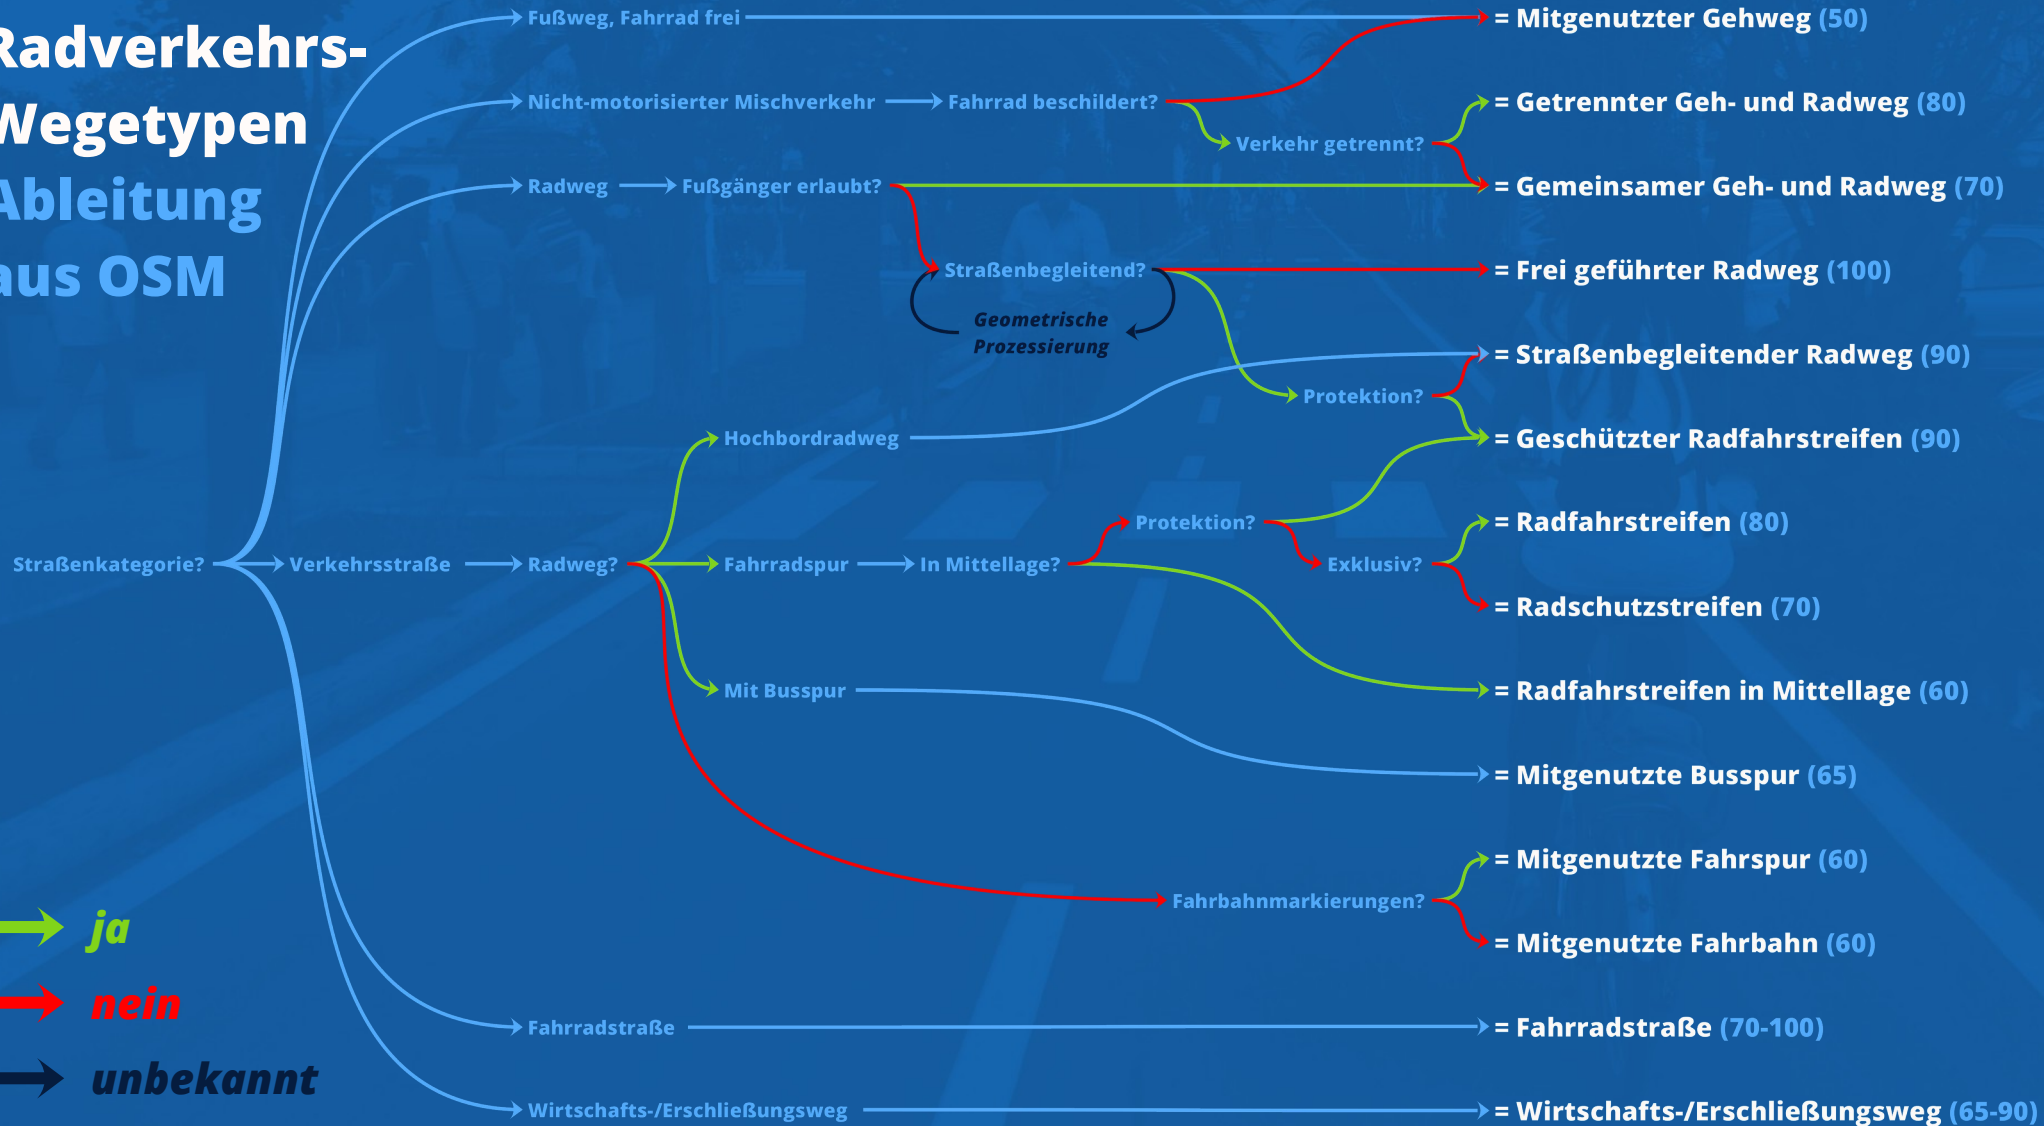 Radverkehrs-
Wegetypen
Ableitung
aus OSM
Fußweg, Fahrrad frei
= Mitgenutzter Gehweg (50)
Nicht-motorisierter Mischverkehr
Fahrrad beschildert?
= Getrennter Geh- und Radweg (80)
Verkehr getrennt?
Radweg
Fußgänger erlaubt?
= Gemeinsamer Geh- und Radweg (70)
Straßenbegleitend?
= Frei geführter Radweg (100)
Geometrische
Prozessierung
= Straßenbegleitender Radweg (90)
Protektion?
Hochbordradweg
= Geschützter Radfahrstreifen (90)
Protektion?
= Radfahrstreifen (80)
Straßenkategorie?
Verkehrsstraße
Radweg?
Fahrradspur
In Mittellage?
Exklusiv?
= Radschutzstreifen (70)
Mit Busspur
= Radfahrstreifen in Mittellage (60)
= Mitgenutzte Busspur (65)
= Mitgenutzte Fahrspur (60)
Fahrbahnmarkierungen?
= Mitgenutzte Fahrbahn (60)
Fahrradstraße
= Fahrradstraße (70-100)
Wirtschafts-/Erschließungsweg
= Wirtschafts-/Erschließungsweg (65-90)
ja
nein
unbekannt